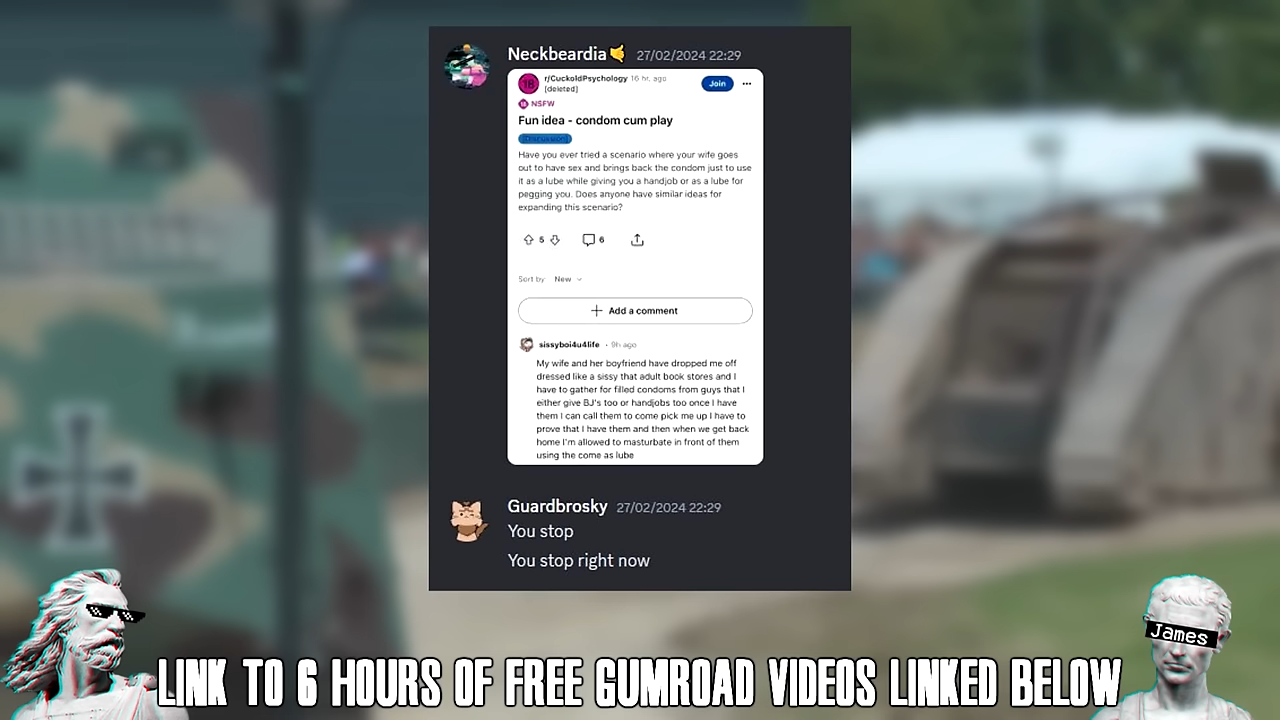 Neckbeardia 27/02/2024 22:29
r/CuckoldPsychology 16 hr. ago
Join
[deleted]
18
NSFW
Fun idea - condom cum play
Have you ever tried a scenario where your wife goes
out to have sex and brings back the condom just to use
it as a lube while giving you a handjob or as a lube for
pegging you. Does anyone have similar ideas for
expanding this scenario?
5
6
Sort by New
Add a comment
sissyboi4u4life • 9h ago
My wife and her boyfriend have dropped me off
dressed like a sissy that adult book stores and I
have to gather for filled condoms from guys that I
either give BJ's too or handjobs too once I have
them I can call them to come pick me up I have to
prove that I have them and then when we get back
home I'm allowed to masturbate in front of them
using the come as lube
Guardbrosky 27/02/2024 22:29
You stop
You stop right now
James
LINK TO 6 HOURS OF FREE GUMROAD VIDEOS LINKED BELOW